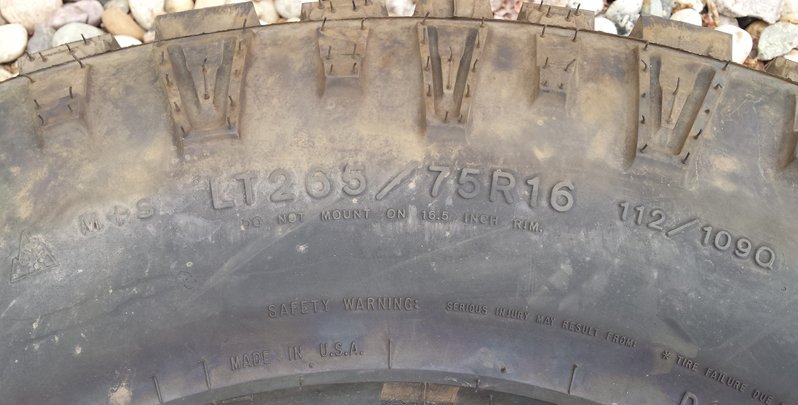 M+S LT265/75R16 112/109Q
DO NOT MOUNT ON 16.5 INCH RIM.
SAFETY WARNING: SERIOUS INJURY MAY RESULT FROM:
* TIRE FAILURE DUE
MADE IN U.S.A.